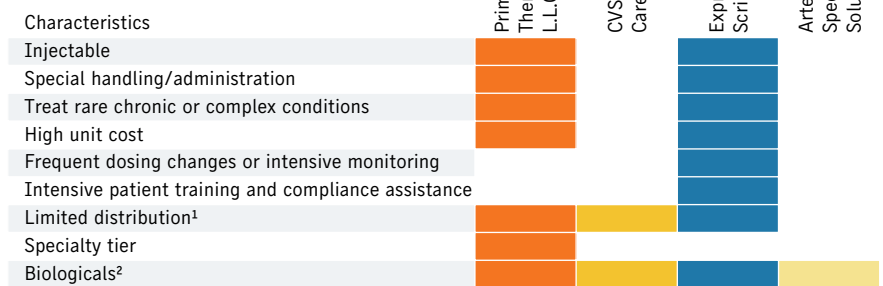 Characteristics
Injectable
Special handling/administration
Treat rare chronic or complex conditions
High unit cost
Frequent dosing changes or intensive monitoring
Intensive patient training and compliance assistance
Limited distribution¹
Specialty tier
Biologicals²
CVS